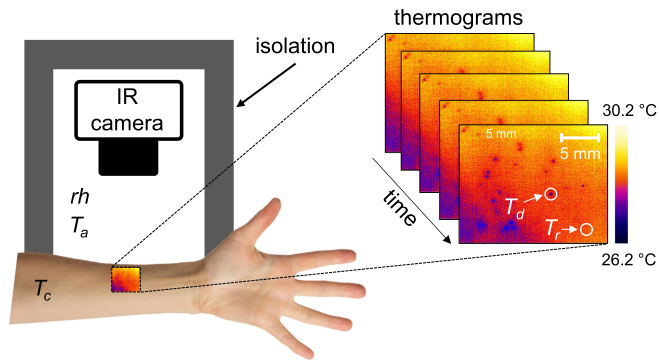 thermograms
isolation
IR
camera
rh
Ta
Tc
30.2 °C
5 mm
5 mm
Td
Tr
time
26.2 °C